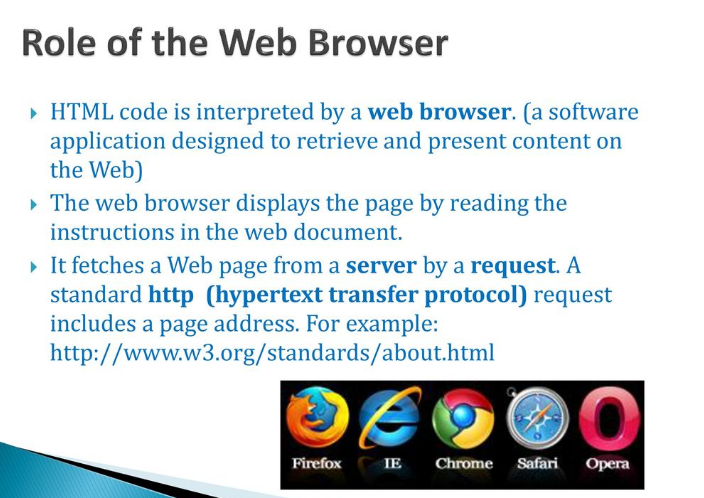 Role of the Web Browser
HTML code is interpreted by a web browser. (a software
application designed to retrieve and present content on
the Web)
The web browser displays the page by reading the
instructions in the web document.
It fetches a Web page from a server by a request. A
standard http (hypertext transfer protocol) request
includes a page address. For example:
http://www.w3.org/standards/about.html
Firefox IE Chrome Safari Opera